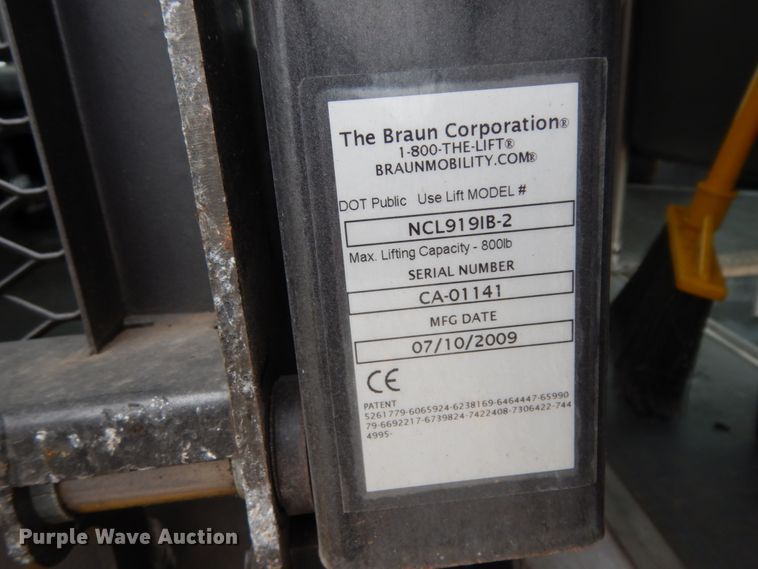 The Braun Corporation®
1-800-THE-LIFT®
BRAUNMOBILITY.COM®
DOT Public Use Lift MODEL #
NCL919IB-2
Max. Lifting Capacity - 800lb
SERIAL NUMBER
CA-01141
MFG DATE
07/10/2009
CE
PATENT
5261779-6065924-6238169-6464447-65990
79-6692217-6739824-7422408-7306422-744
4995-
Purple Wave Auction